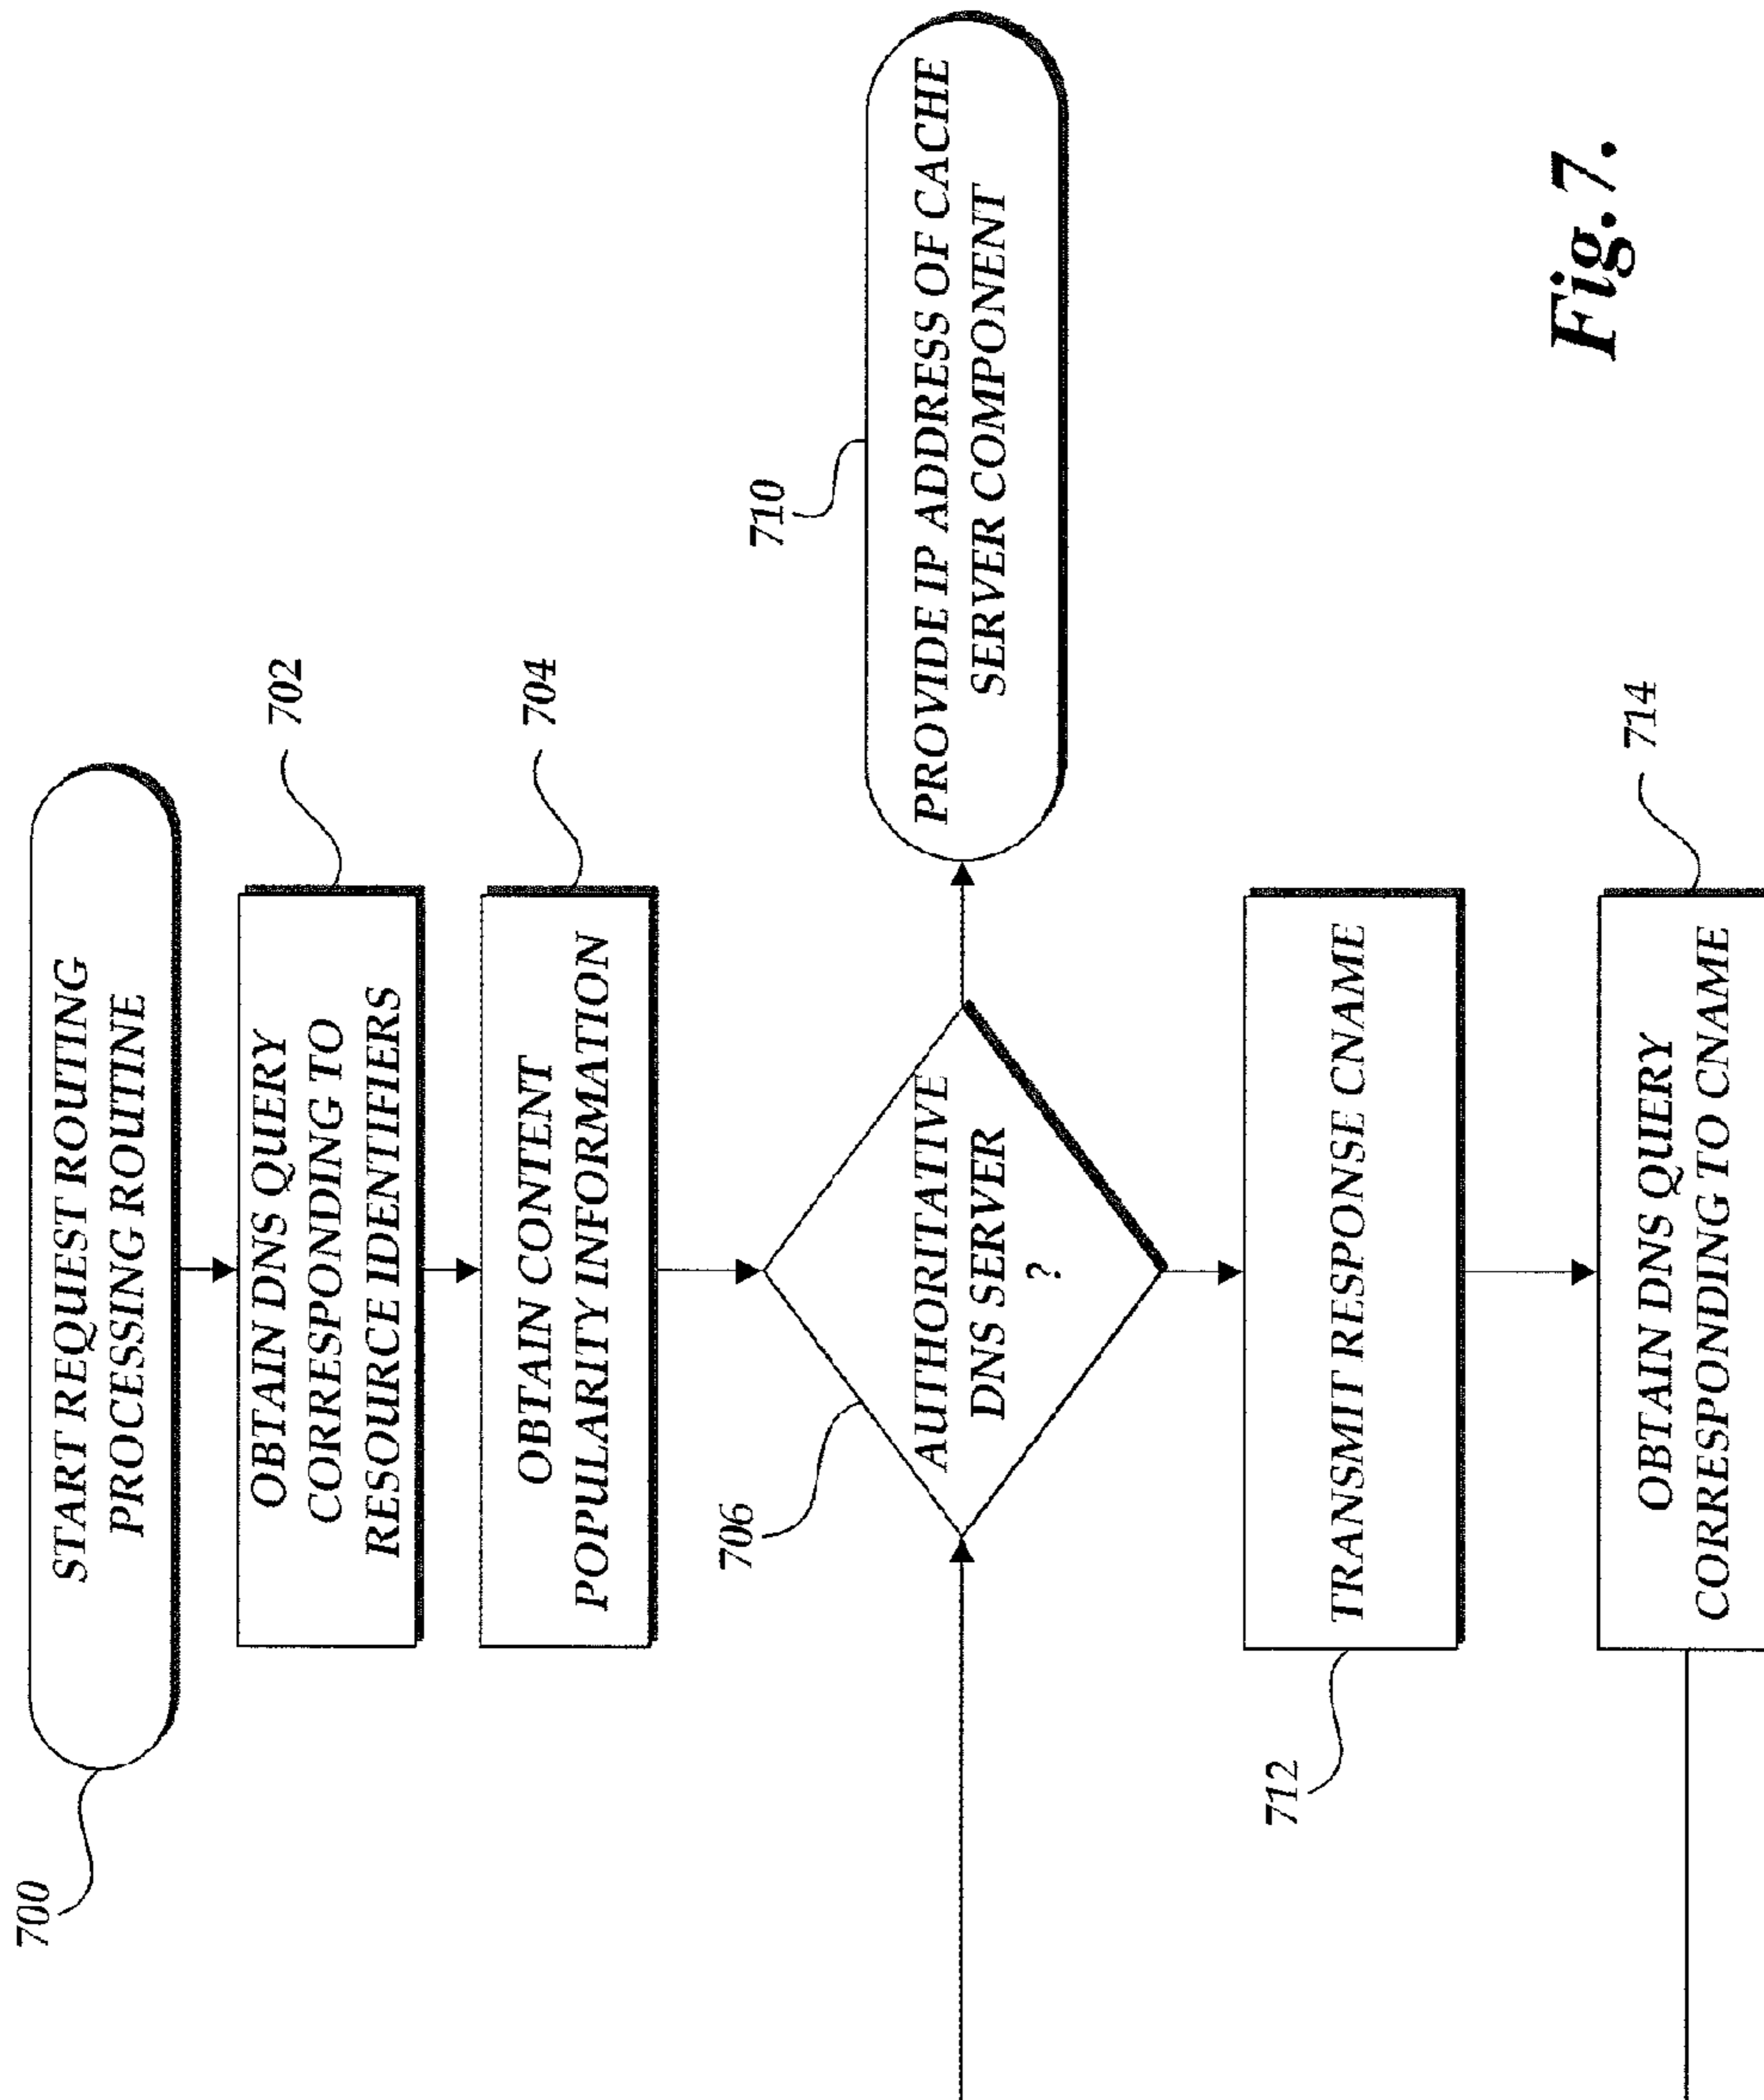 700
START REQUEST ROUTING
PROCESSING ROUTINE
OBTAIN DNS QUERY
CORRESPONDING TO
RESOURCE IDENTIFIERS
702
OBTAIN CONTENT
POPULARITY INFORMATION
704
706
AUTHORITATIVE
DNS SERVER
?
710
PROVIDE IP ADDRESS OF CACHE
SERVER COMPONENT
712
TRANSMIT RESPONSE CNAME
OBTAIN DNS QUERY
CORRESPONDING TO CNAME
714
Fig.7.